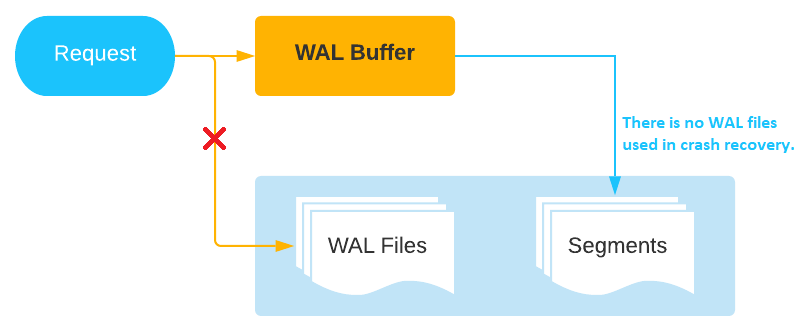 Request
WAL Buffer
There is no WAL files
used in crash recovery.
WAL Files
Segments